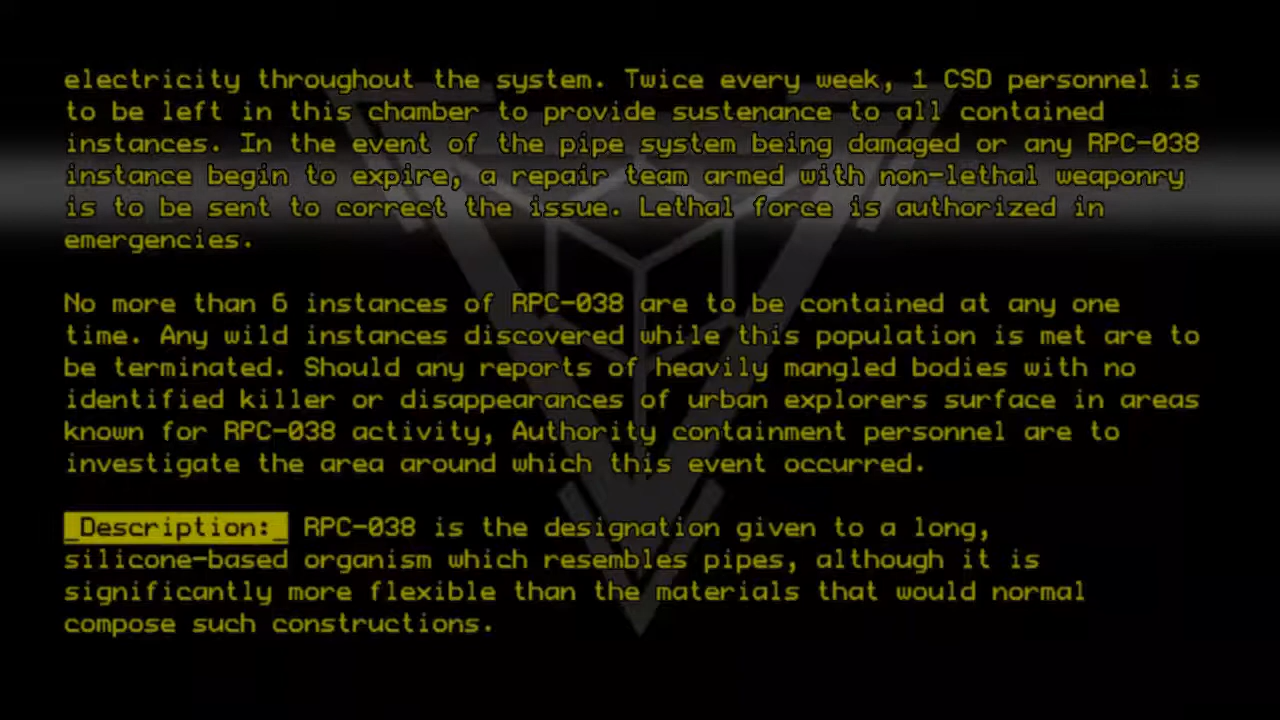 electricity throughout the system. Twice every week, 1 CSD personnel is
to be left in this chamber to provide sustenance to all contained
instances. In the event of the pipe system being damaged or any RPC-038
instance begin to expire, a repair team armed with non-lethal weaponry
is to be sent to correct the issue. Lethal force is authorized in
emergencies.
No more than 6 instances of RPC-038 are to be contained at any one
time. Any wild instances discovered while this population is met are to
be terminated. Should any reports of heavily mangled bodies with no
identified killer or disappearances of urban explorers surface in areas
known for RPC-038 activity, Authority containment personnel are to
investigate the area around which this event occurred.
_Description:_ RPC-038 is the designation given to a long,
silicone-based organism which resembles pipes, although it is
significantly more flexible than the materials that would normal
compose such constructions.